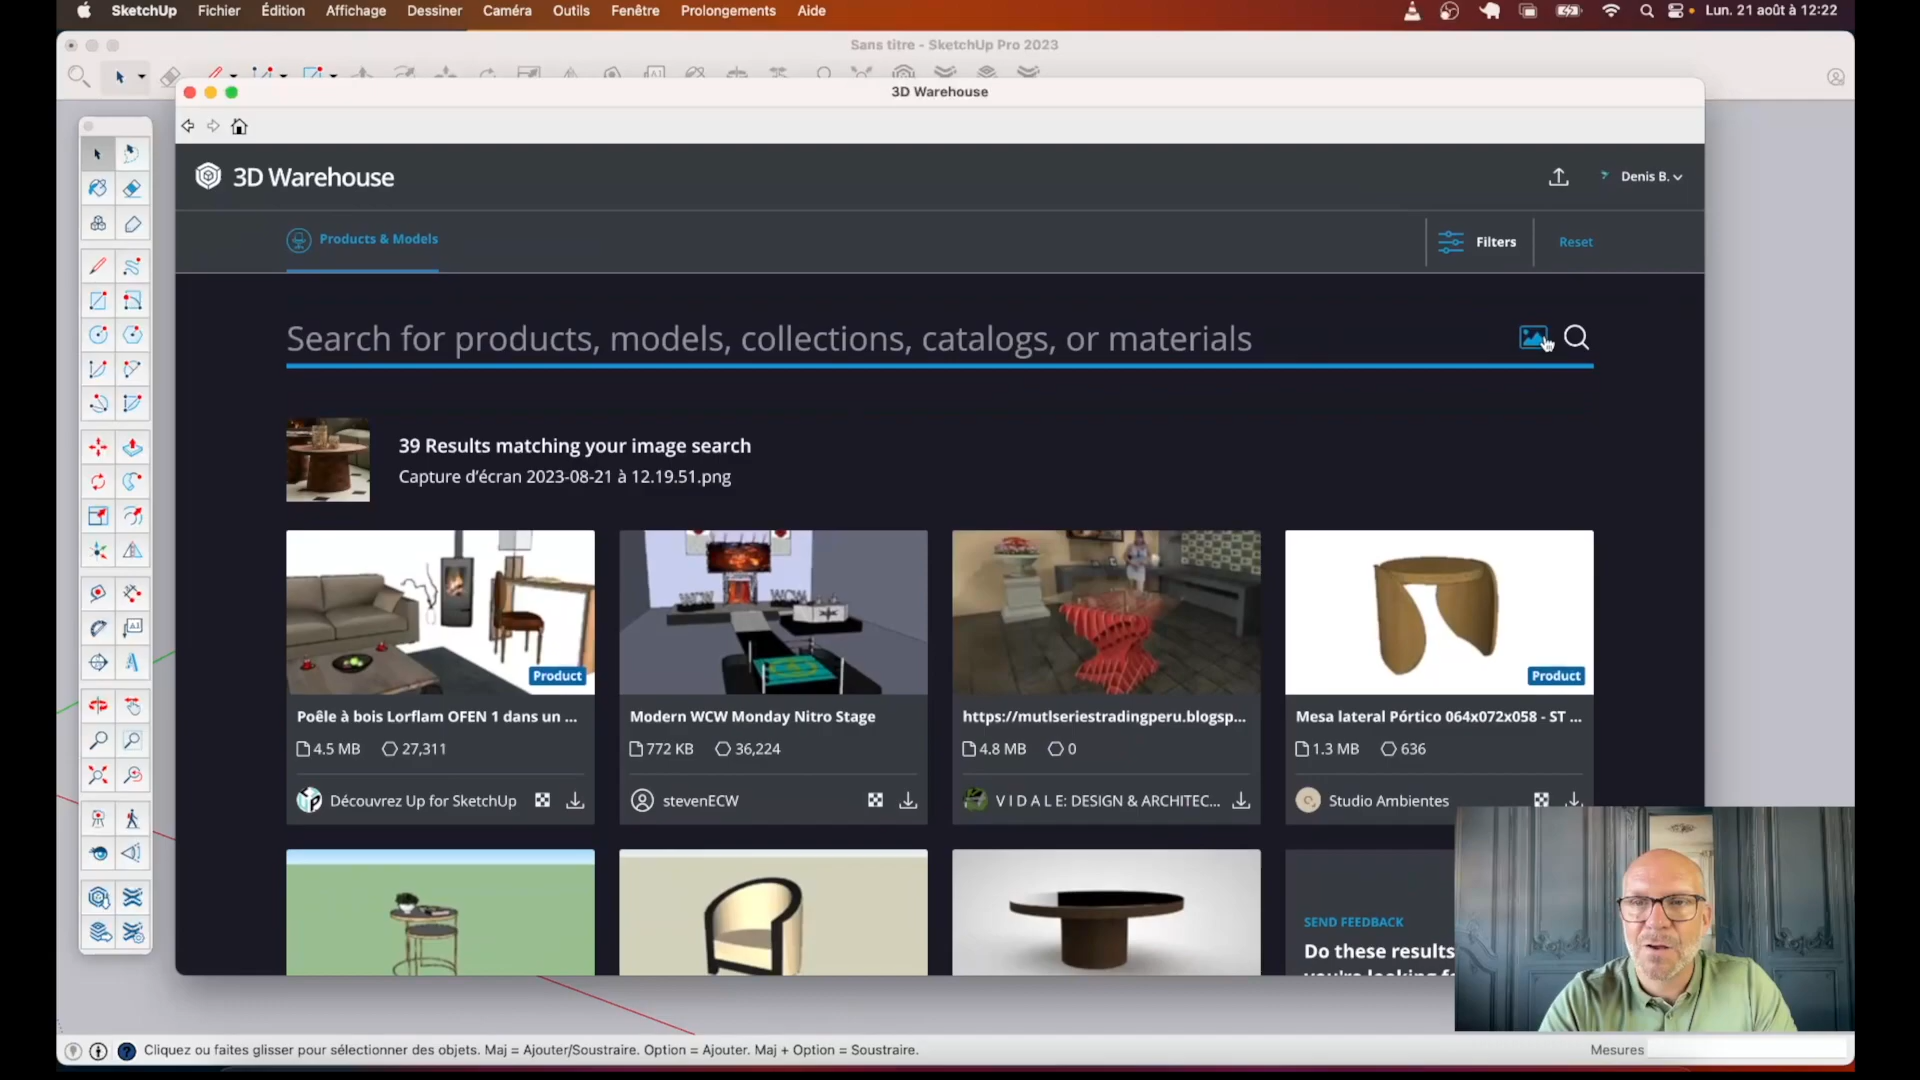 SketchUp Fichier Édition Affichage Dessiner Caméra Outils Fenêtre Prolongements Aide
Lun. 21 août à 12:22
Sans titre - SketchUp Pro 2023
3D Warehouse
3D Warehouse
Denis B.
Products & Models
Filters
Reset
Search for products, models, collections, catalogs, or materials
39 Results matching your image search
Capture d'écran 2023-08-21 à 12.19.51.png
Product
Product
Poêle à bois Lorflam OFEN 1 dans un ...
4.5 MB 27,311
Découvrez Up for SketchUp
Modern WCW Monday Nitro Stage
772 KB 36,224
stevenECW
https://mutlseriestradingperu.blogsp...
4.8 MB 0
V I D A L E: DESIGN & ARCHITEC...
Mesa lateral Pórtico 064x072x058 - ST ...
1.3 MB 636
Studio Ambientes
SEND FEEDBACK
Do these results
Cliquez ou faites glisser pour sélectionner des objets. Maj = Ajouter/Soustraire. Option = Ajouter. Maj + Option = Soustraire.
Mesures